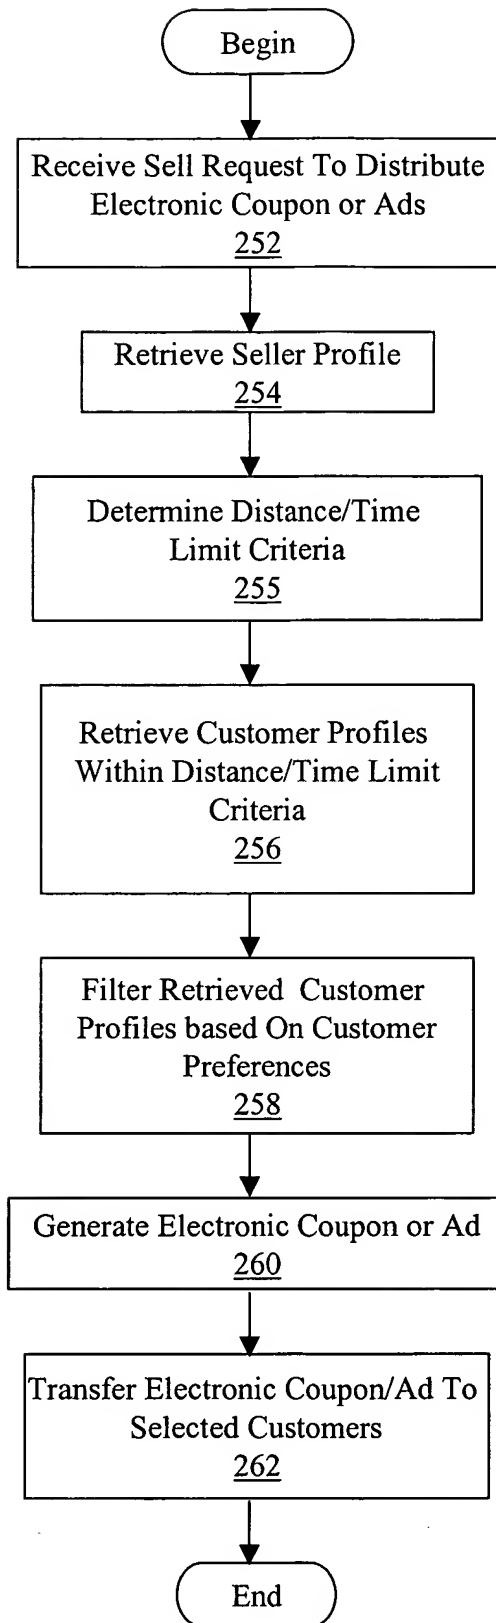 Begin
Receive Sell Request To Distribute
Electronic Coupon or Ads
252
Retrieve Seller Profile
254
Determine Distance/Time
Limit Criteria
255
Retrieve Customer Profiles
Within Distance/Time Limit
Criteria
256
Filter Retrieved Customer
Profiles based On Customer
Preferences
258
Generate Electronic Coupon or Ad
260
Transfer Electronic Coupon/Ad To
Selected Customers
262
End